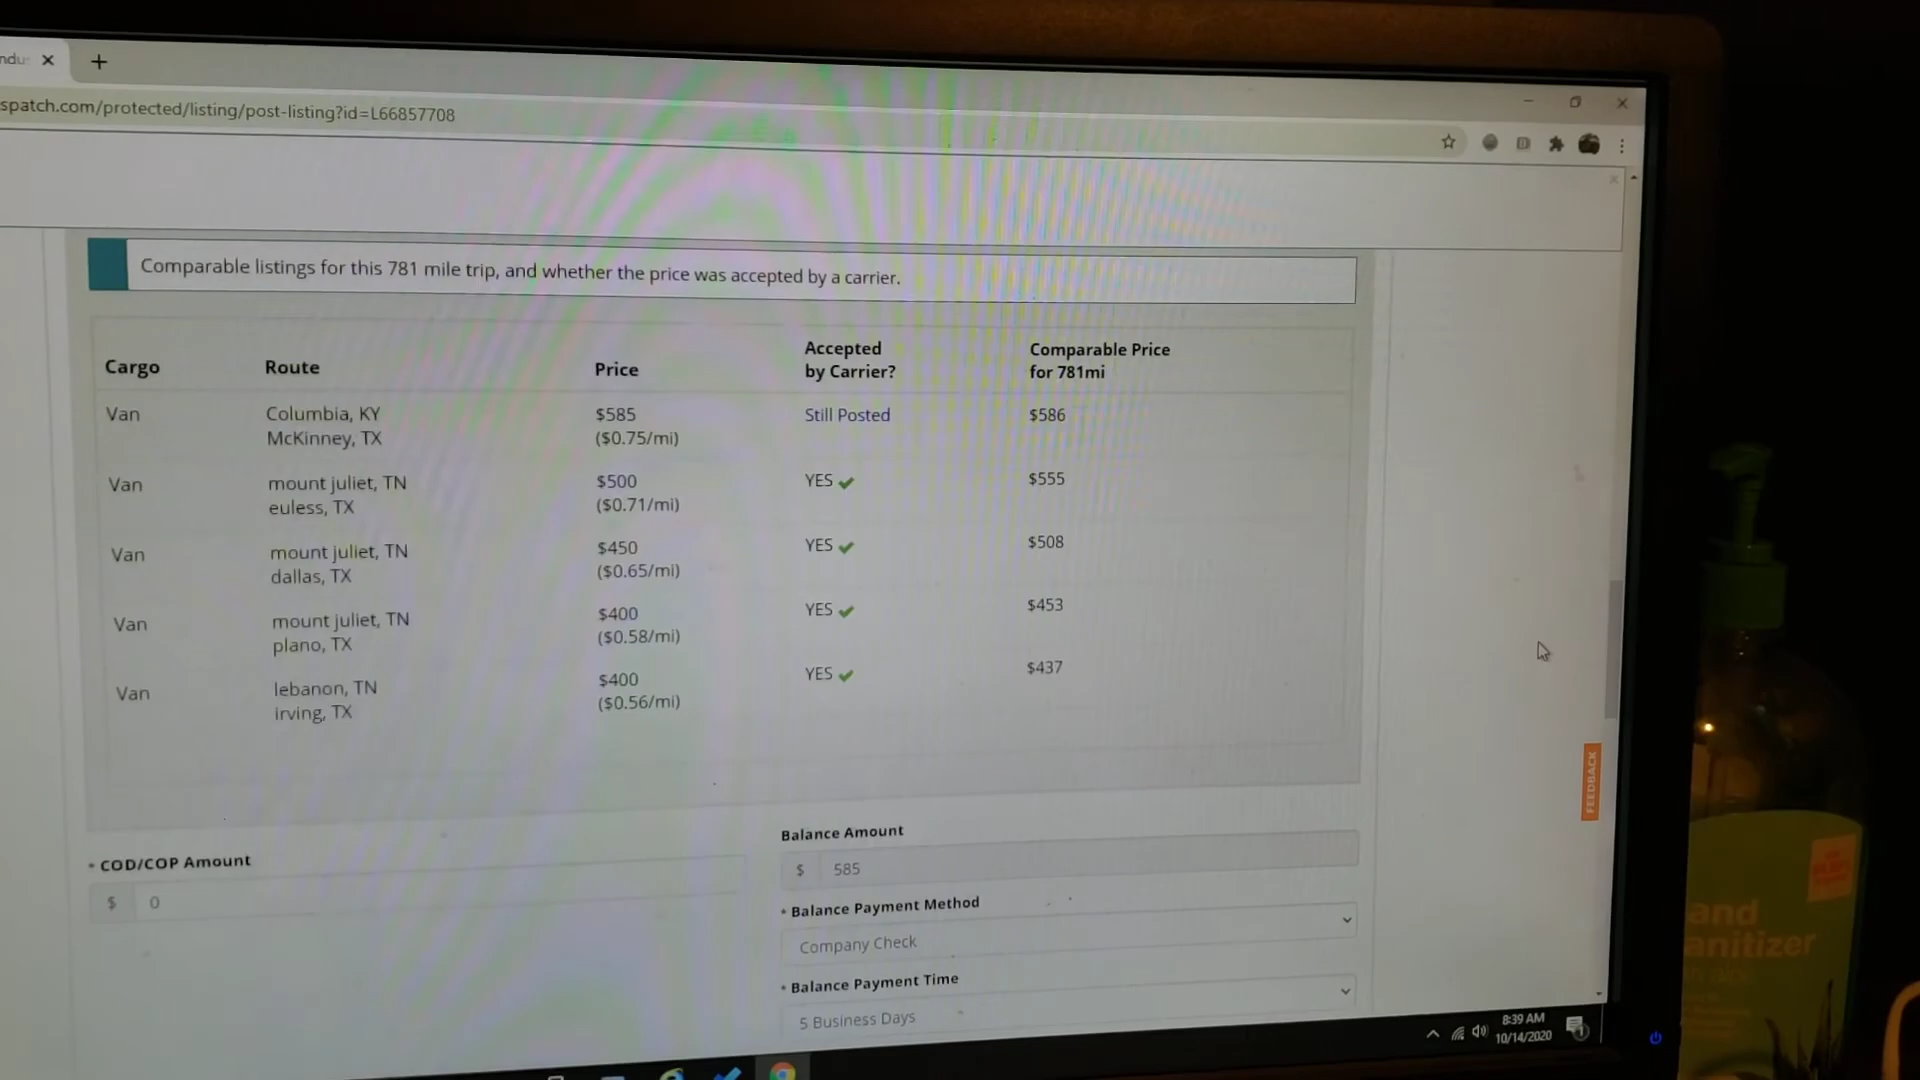 ndu
spatch.com/protected/listing/post-listing?id=L66857708
Comparable listings for this 781 mile trip, and whether the price was accepted by a carrier.
Cargo Route Price Accepted by Carrier? Comparable Price for 781mi
Van Columbia, KY $585 Still Posted $586
McKinney, TX ($0.75/mi)
Van mount juliet, TN $500 YES $555
euless, TX ($0.71/mi)
Van mount juliet, TN $450 YES $508
dallas, TX ($0.65/mi)
Van mount juliet, TN $400 YES $453
plano, TX ($0.58/mi)
Van lebanon, TN $400 YES $437
irving, TX ($0.56/mi)
FEEDBACK
* COD/COP Amount
$ 0
Balance Amount
$ 585
* Balance Payment Method
Company Check
* Balance Payment Time
5 Business Days
8:39 AM
10/14/2020
1
and
anitizer